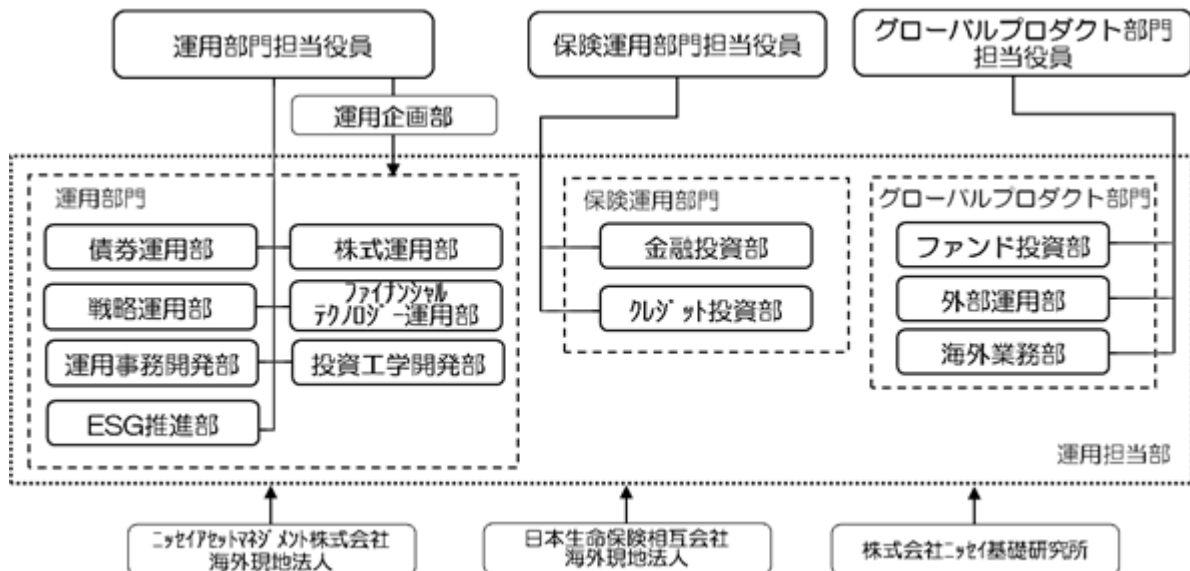 運用部門担当役員
保険運用部門担当役員
グローバルプロダクト部門
担当役員
運用企画部
運用部門
保険運用部門
グローバルプロダクト部門
債券運用部
株式運用部
金融投資部
ファンド投資部
戦略運用部
ファイナンシャル
テクノロジー運用部
クレジット投資部
外部運用部
運用事務開発部
投資工学開発部
海外業務部
ESG推進部
運用担当部
ニッセイアセットマネジメント株式会社
海外現地法人
日本生命保険相互会社
海外現地法人
株式会社ニッセイ基礎研究所